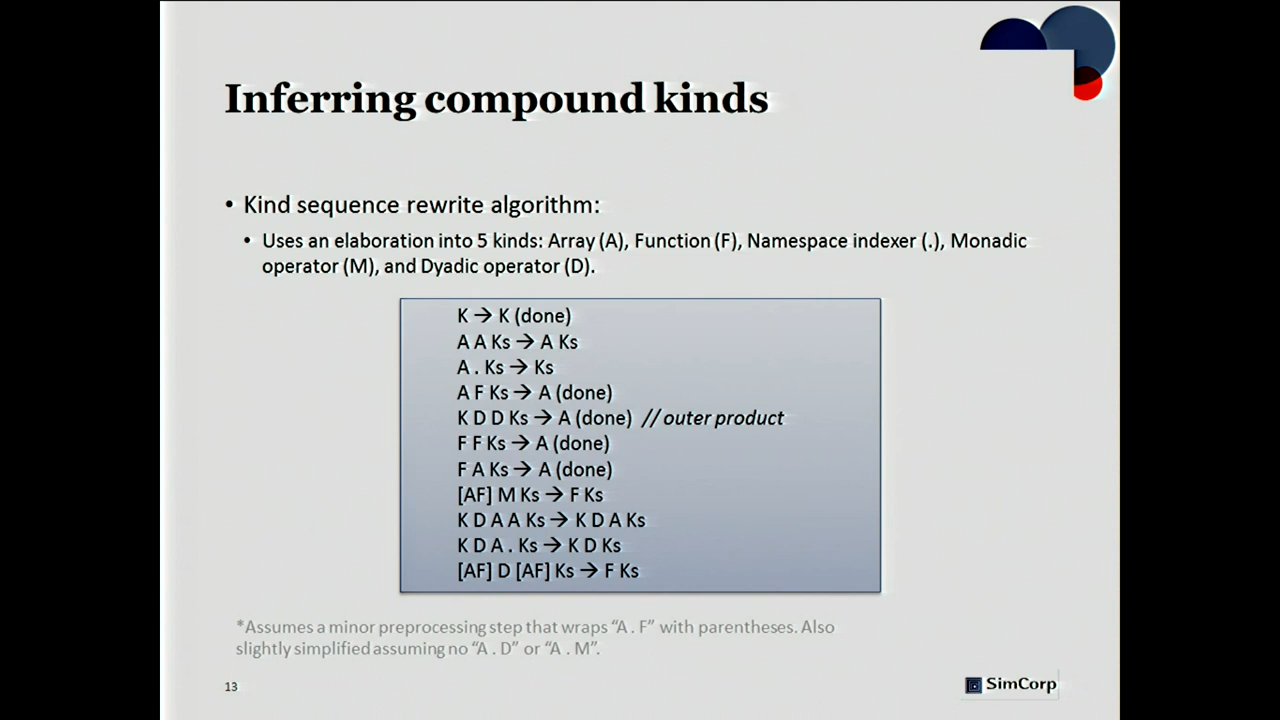 Inferring compound kinds
• Kind sequence rewrite algorithm:
• Uses an elaboration into 5 kinds: Array (A), Function (F), Namespace indexer (.), Monadic
operator (M), and Dyadic operator (D).
K → K (done)
A A Ks → A Ks
A . Ks → Ks
A F Ks → A (done)
K D D Ks → A (done) // outer product
F F Ks → A (done)
F A Ks → A (done)
[AF] M Ks → F Ks
K D A A Ks → K D A Ks
K D A . Ks → K D Ks
[AF] D [AF] Ks → F Ks
*Assumes a minor preprocessing step that wraps “A . F” with parentheses. Also
slightly simplified assuming no “A . D” or “A . M”.
13
SimCorp